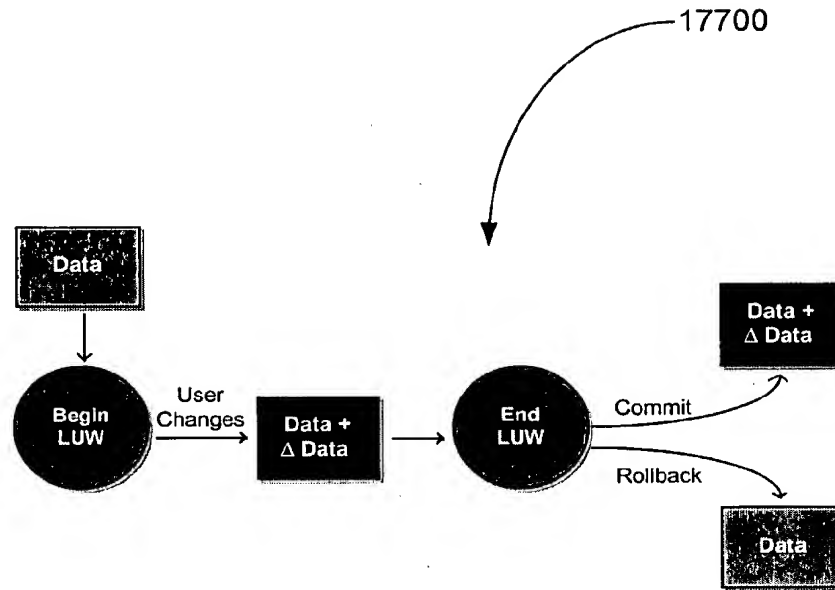 17700
Data
Begin
LUW
User
Changes
Data +
Δ Data
End
LUW
Commit
Data +
Δ Data
Rollback
Data